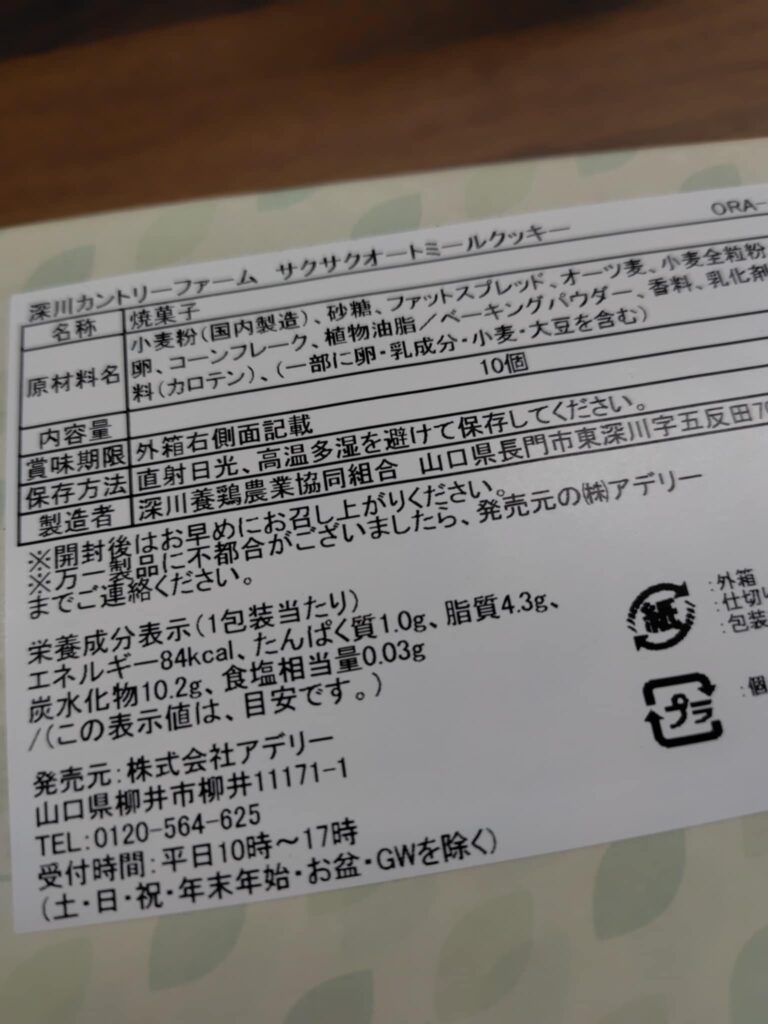 ORA-
深川カントリーファーム サクサクオートミールクッキー
名称 焼菓子
原材料名 小麦粉(国内製造)、砂糖、ファットスプレッド、オーツ麦、小麦全粒粉
卵、コーンフレーク、植物油脂/ベーキングパウダー、香料、乳化剤
料(カロテン)、(一部に卵・乳成分・小麦・大豆を含む)
内容量 10個
賞味期限 外箱右側面記載
保存方法 直射日光、高温多湿を避けて保存してください。
製造者 深川養鶏農業協同組合 山口県長門市東深川字五反田70
※開封後はお早めにお召し上がりください。
※万一製品に不都合がございましたら、発売元の㈱アデリー
までご連絡ください。
栄養成分表示(1包装当たり)
エネルギー84kcal、たんぱく質1.0g、脂質4.3g、
炭水化物10.2g、食塩相当量0.03g
/(この表示値は、目安です。)
紙
:外箱
:仕切り
:包装
プラ
:個
発売元:株式会社アデリー
山口県柳井市柳井11171-1
TEL:0120-564-625
受付時間:平日10時～17時
(土・日・祝・年末年始・お盆・GWを除く)